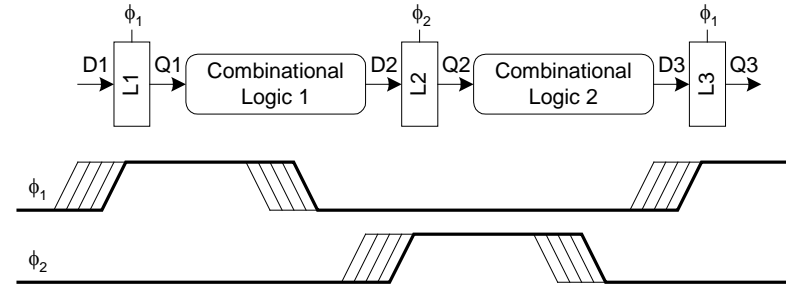 ϕ1 ϕ2 ϕ1
D1 L1 Q1 Combinational Logic 1 D2 L2 Q2 Combinational Logic 2 D3 L3 Q3
ϕ1
ϕ2